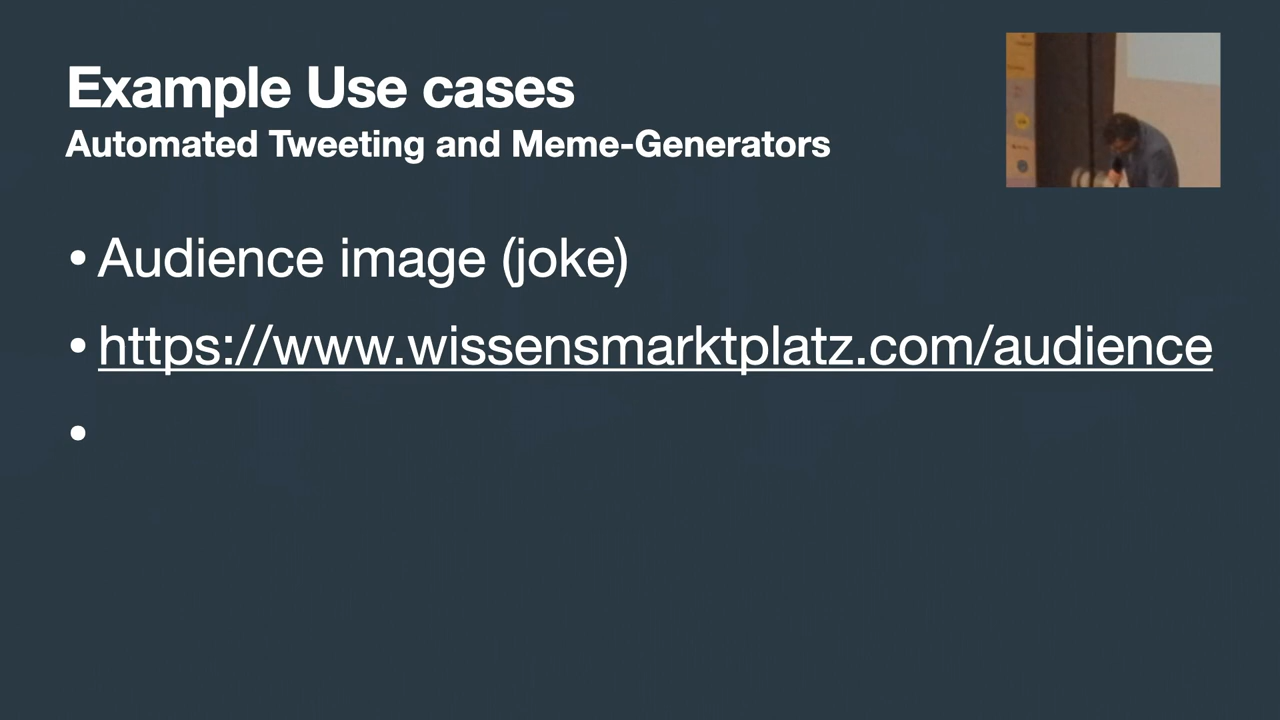 Example Use cases
Automated Tweeting and Meme-Generators
• Audience image (joke)
• https://www.wissensmarktplatz.com/audience
•